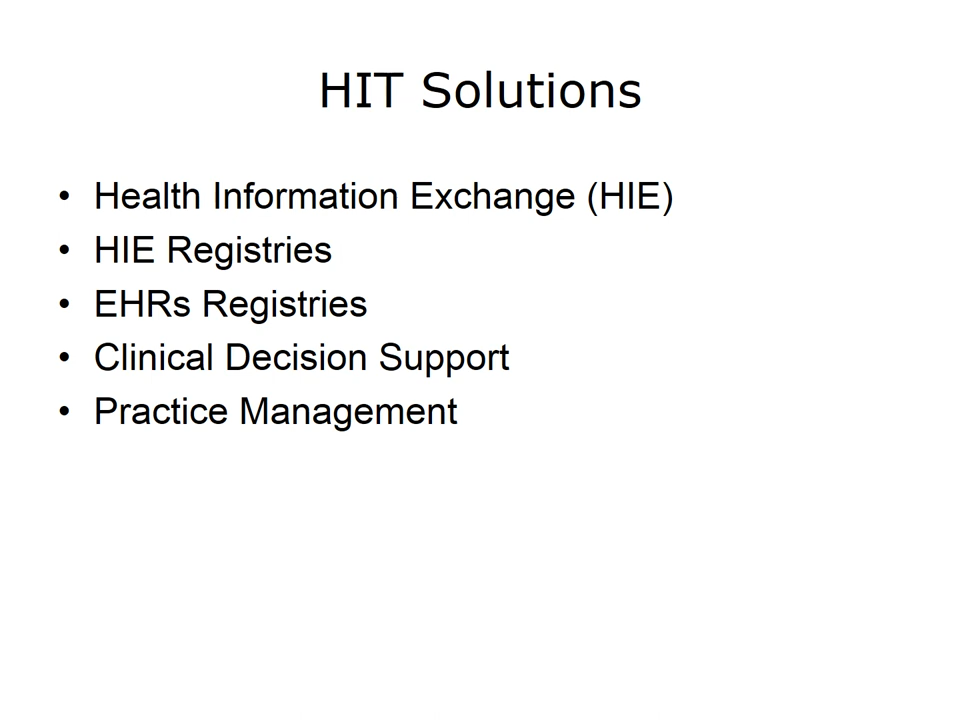 HIT Solutions
• Health Information Exchange (HIE)
• HIE Registries
• EHRs Registries
• Clinical Decision Support
• Practice Management